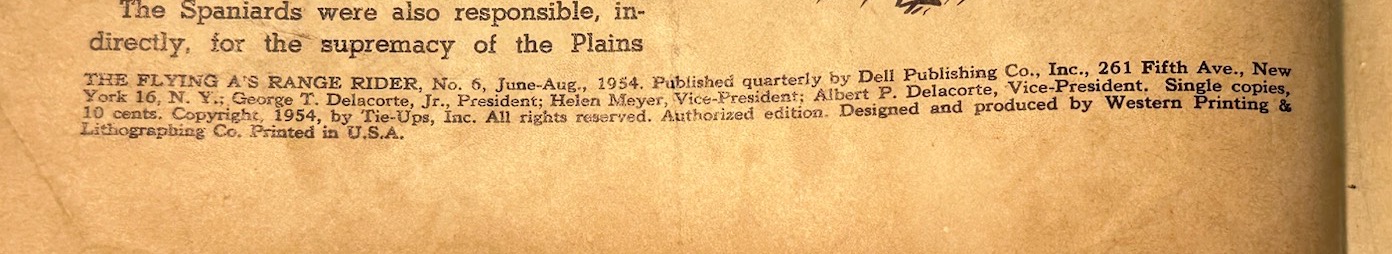 The Spaniards were also responsible, in-
directly, for the supremacy of the Plains
THE FLYING A'S RANGE RIDER, No. 6, June-Aug., 1954. Published quarterly by Dell Publishing Co., Inc., 261 Fifth Ave., New
York 16, N. Y.; George T. Delacorte, Jr., President; Helen Meyer, Vice-President; Albert P. Delacorte, Vice-President. Single copies,
10 cents. Copyright, 1954, by Tie-Ups, Inc. All rights reserved. Authorized edition. Designed and produced by Western Printing &
Lithographing Co. Printed in U.S.A.